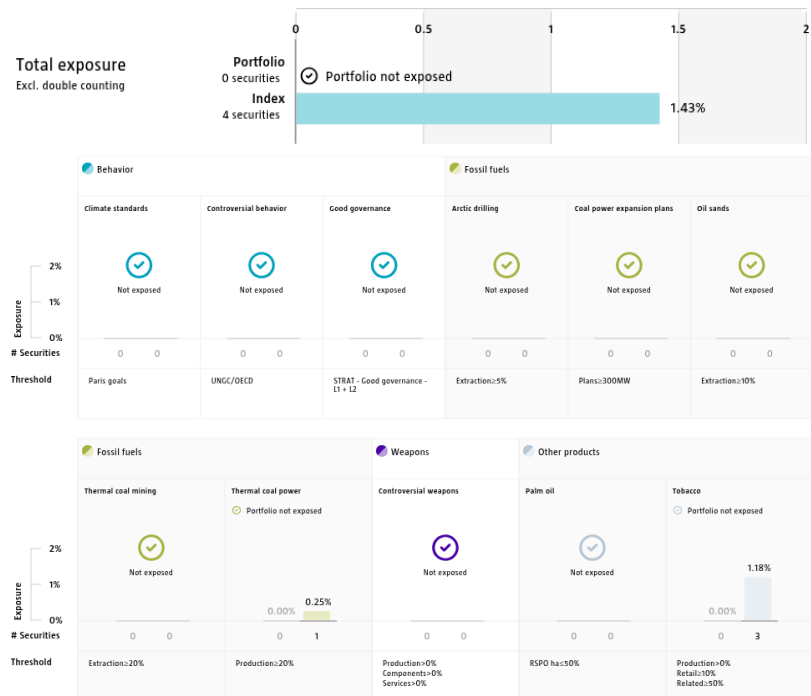 0 0.5 1 1.5 2
Total exposure
Excl. double counting
Portfolio
0 securities
Portfolio not exposed
Index
4 securities
1.43%
Behavior
Fossil fuels
Climate standards Controversial behavior Good governance Arctic drilling Coal power expansion plans Oil sands
Exposure
2%
1%
0%
Not exposed Not exposed Not exposed Not exposed Not exposed Not exposed
# Securities 0 0 0 0 0 0 0 0 0 0 0 0
Threshold Paris goals UNGC/OECD STRAT - Good governance - Extraction≥5% Plans≥300MW Extraction≥10%
L1 + L2
Fossil fuels Weapons Other products
Thermal coal mining Thermal coal power Controversial weapons Palm oil Tobacco
Portfolio not exposed Portfolio not exposed
Exposure
2%
1%
0%
Not exposed Not exposed Not exposed
0.00% 0.25% 0.00% 1.18%
# Securities 0 0 0 1 0 0 0 0 0 3
Threshold Extraction≥20% Production≥20% Production>0% RSPO ha≤50% Production>0%
Components>0% Retail≥10%
Services>0% Related≥50%